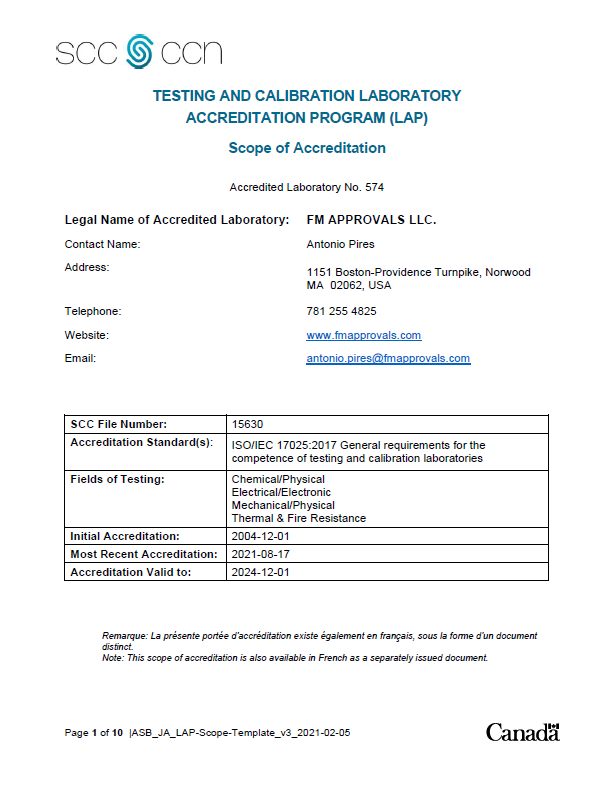 scc ccn
TESTING AND CALIBRATION LABORATORY
ACCREDITATION PROGRAM (LAP)
Scope of Accreditation
Accredited Laboratory No. 574
Legal Name of Accredited Laboratory: FM APPROVALS LLC.
Contact Name: Antonio Pires
Address: 1151 Boston-Providence Turnpike, Norwood
MA 02062, USA
Telephone: 781 255 4825
Website: www.fmapprovals.com
Email: antonio.pires@fmapprovals.com
SCC File Number: 15630
Accreditation Standard(s): ISO/IEC 17025:2017 General requirements for the
competence of testing and calibration laboratories
Fields of Testing: Chemical/Physical
Electrical/Electronic
Mechanical/Physical
Thermal & Fire Resistance
Initial Accreditation: 2004-12-01
Most Recent Accreditation: 2021-08-17
Accreditation Valid to: 2024-12-01
Remarque: La présente portée d'accréditation existe également en français, sous la forme d'un document
distinct.
Note: This scope of accreditation is also available in French as a separately issued document.
Page 1 of 10 |ASB_JA_LAP-Scope-Template_v3_2021-02-05
Canada